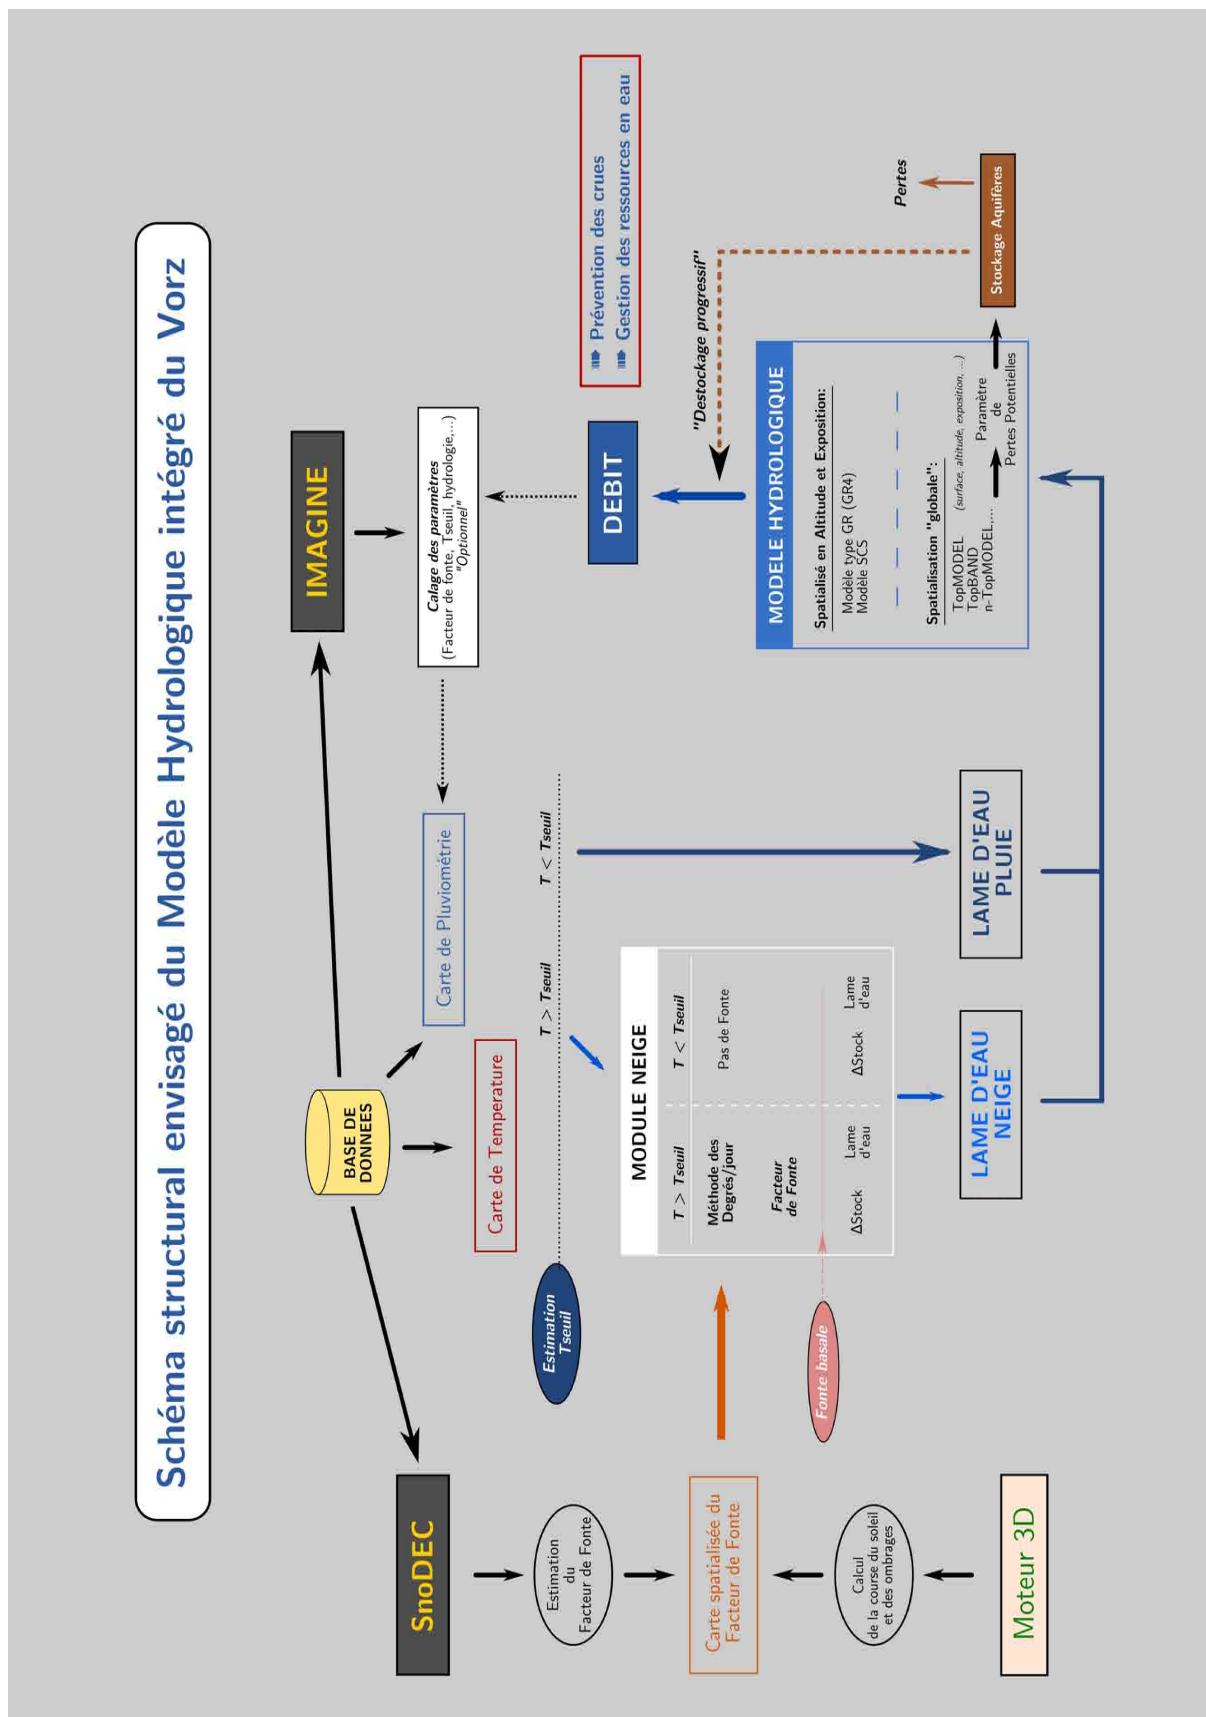 Schéma structural envisagé du Modèle Hydrologique intégré du Vorz
BASE DE
DONNEES
SnoDEC
IMAGINE
Estimation
du
Facteur de Fonte
Carte spatialisée du
Facteur de Fonte
Calcul
de la course du soleil
et des ombrages
Moteur 3D
Carte de Temperature
Carte de Pluviométrie
Calage des paramètres
(Facteur de fonte, Tseuil, hydrologie,...)
"Optionnel"
Estimation
Tseuil
T > Tseuil
T < Tseuil
MODULE NEIGE
T > Tseuil
T < Tseuil
Méthode des
Degrés/jour
Pas de Fonte
Facteur
de Fonte
Fonte basale
ΔStock
Lame
d'eau
ΔStock
Lame
d'eau
LAME D'EAU
NEIGE
LAME D'EAU
PLUIE
DEBIT
➠ Prévention des crues
➠ Gestion des ressources en eau
"Destockage progressif"
MODELE HYDROLOGIQUE
Spatialisé en Altitude et Exposition:
Modèle type GR (GR4)
Modèle SCS
Spatialisation "globale":
TopMODEL (surface, altitude, exposition, ...)
TopBAND
n-TopMODEL,...
Paramètre
de
Pertes Potentielles
Stockage Aquifères
Pertes